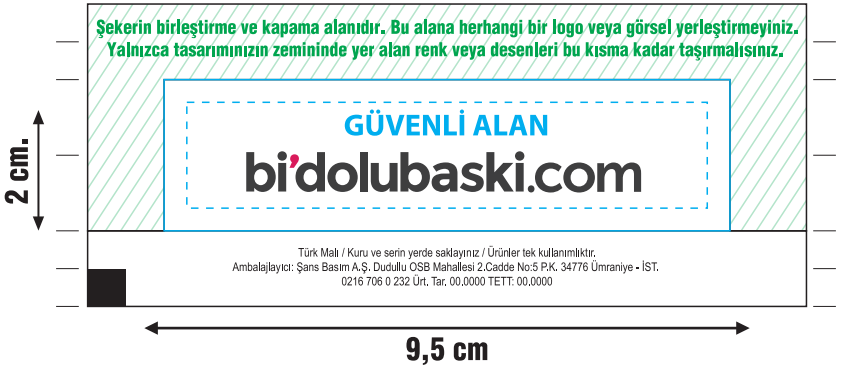 Şekerin birleştirme ve kapama alanıdır. Bu alana herhangi bir logo veya görsel yerleştirmeyiniz.
Yalnızca tasarımınızın zemininde yer alan renk veya desenleri bu kısma kadar taşırmalısınız.
GÜVENLİ ALAN
bi'dolubaski.com
2 cm.
Türk Malı / Kuru ve serin yerde saklayınız / Ürünler tek kullanımlıktır.
Ambalajlayıcı: Şans Basım A.Ş. Dudullu OSB Mahallesi 2.Cadde No:5 P.K. 34776 Ümraniye - İST.
0216 706 0 232 Ürt. Tar. 00.0000 TETT: 00.0000
9,5 cm